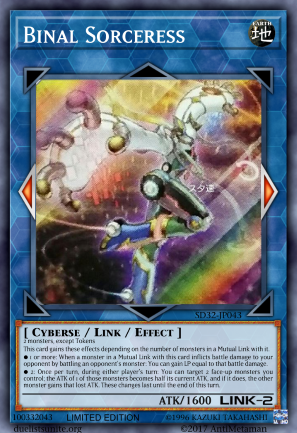 BINAL SORCERESS
EARTH
地
スタ速
SD32-JP043
[ CYBERSE / LINK / EFFECT ]
2 monsters, except Tokens
This card gains these effects depending on the number of monsters in a Mutual Link with it.
● 1 or more: When a monster in a Mutual Link with this card inflicts battle damage to your
opponent by battling an opponent's monster: You can gain LP equal to that battle damage.
● 2: Once per turn, during either player's turn: You can target 2 face-up monsters you
control; the ATK of 1 of those monsters becomes half its current ATK, and if it does, the other
monster gains that lost ATK. These changes last until the end of this turn.
ATK/1600 LINK-2
10032043 LIMITED EDITION ©1996 KAZUKI TAKAHASHI
duelistsunite.org ©2017 AntiMetaman